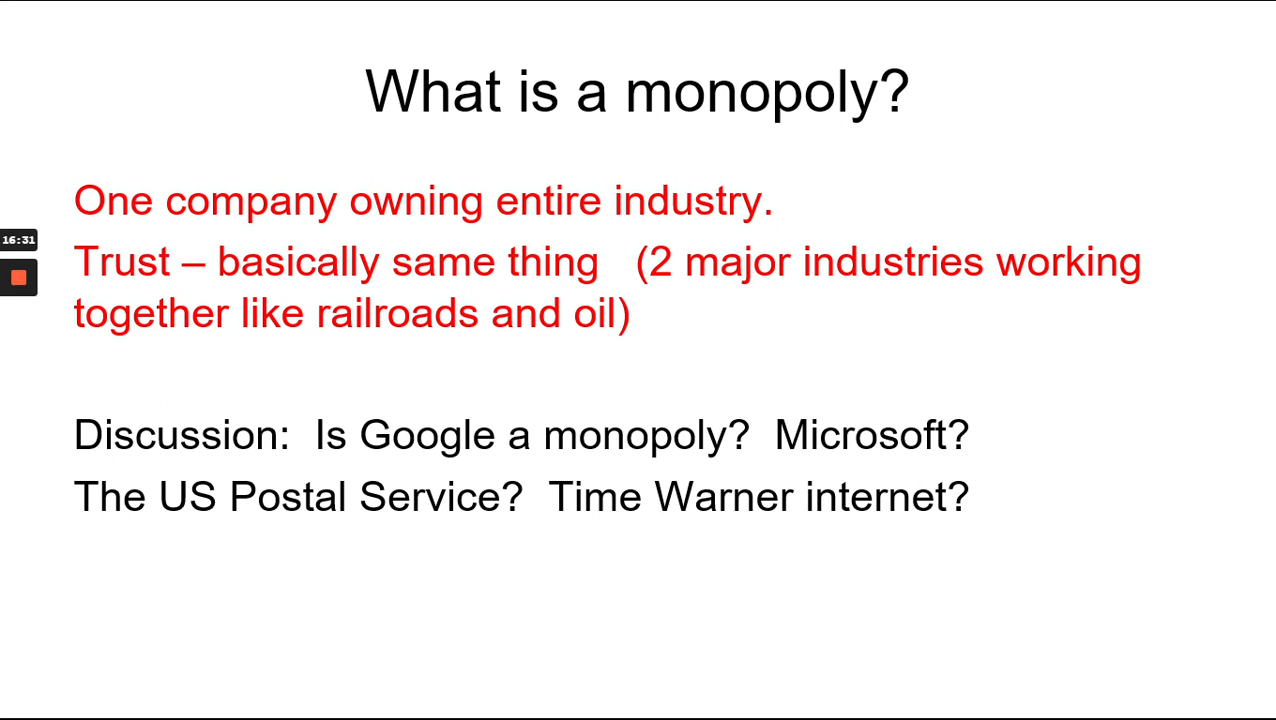 What is a monopoly?
One company owning entire industry.
16:31
Trust – basically same thing (2 major industries working
together like railroads and oil)
Discussion: Is Google a monopoly? Microsoft?
The US Postal Service? Time Warner internet?